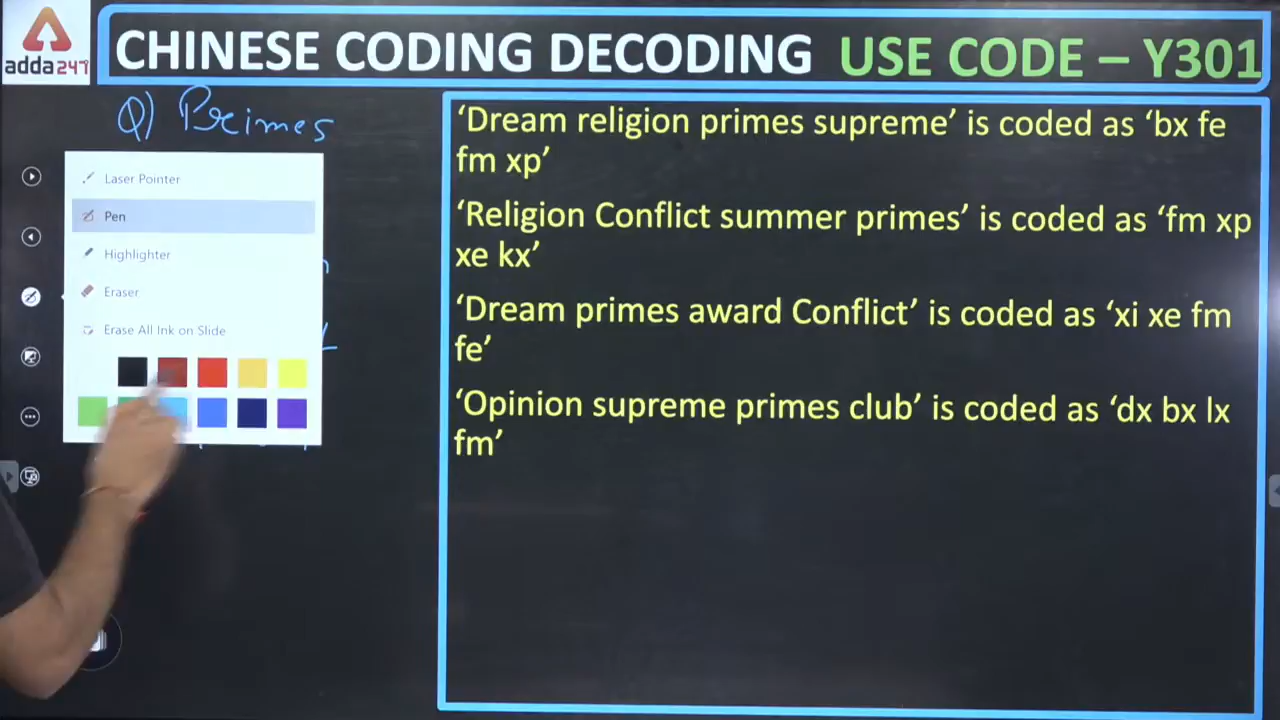 adda247
CHINESE CODING DECODING USE CODE – Y301
Q) Primes
Laser Pointer
Pen
Highlighter
Eraser
Erase All Ink on Slide
‘Dream religion primes supreme’ is coded as ‘bx fe
fm xp’
‘Religion Conflict summer primes’ is coded as ‘fm xp
xe kx’
‘Dream primes award Conflict’ is coded as ‘xi xe fm
fe’
‘Opinion supreme primes club’ is coded as ‘dx bx lx
fm’